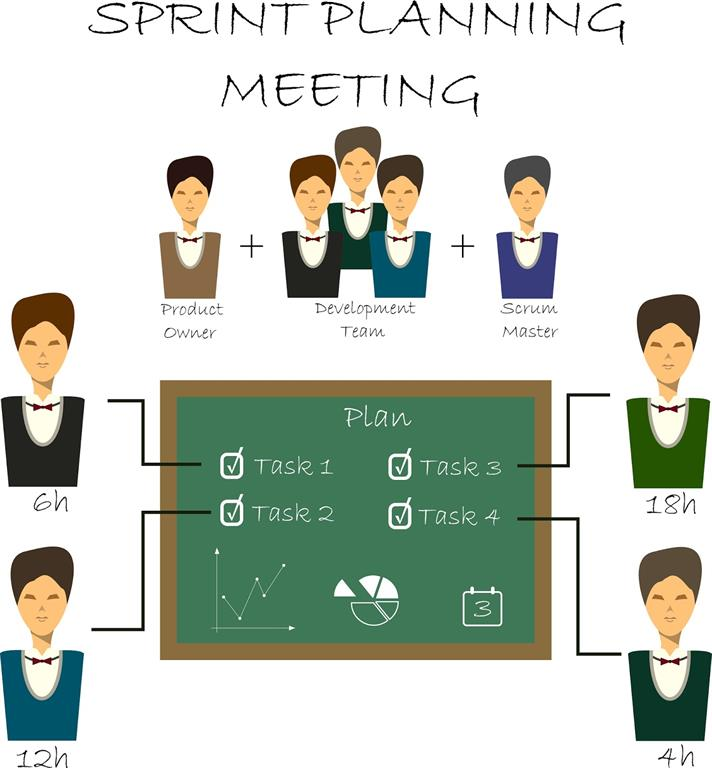 SPRINT PLANNING
MEETING
+
+
Product
Owner
Development
Team
Scrum
Master
Plan
Task 1
Task 3
Task 2
Task 4
3
6h
18h
12h
4h